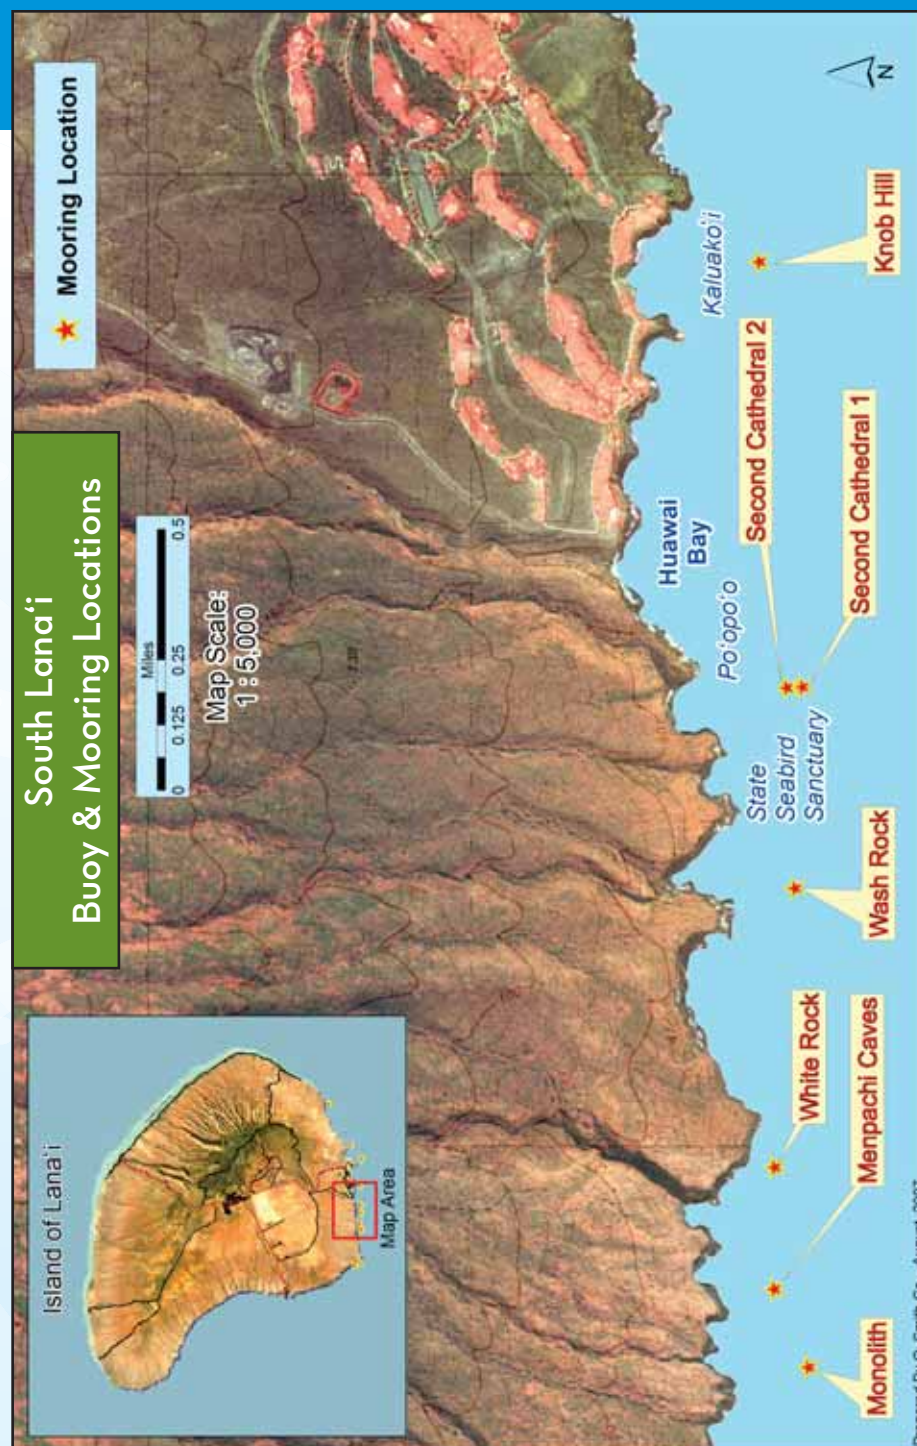 South Lana‘i
Buoy & Mooring Locations
Mooring Location
Island of Lana‘i
Map Area
Miles
0 0.125 0.25 0.5
Map Scale:
1 : 5,000
N
Huawai
Bay
Po‘opo‘o
Kaluako‘i
State
Seabird
Sanctuary
Monolith
Menpachi Caves
White Rock
Wash Rock
Second Cathedral 1
Second Cathedral 2
Knob Hill